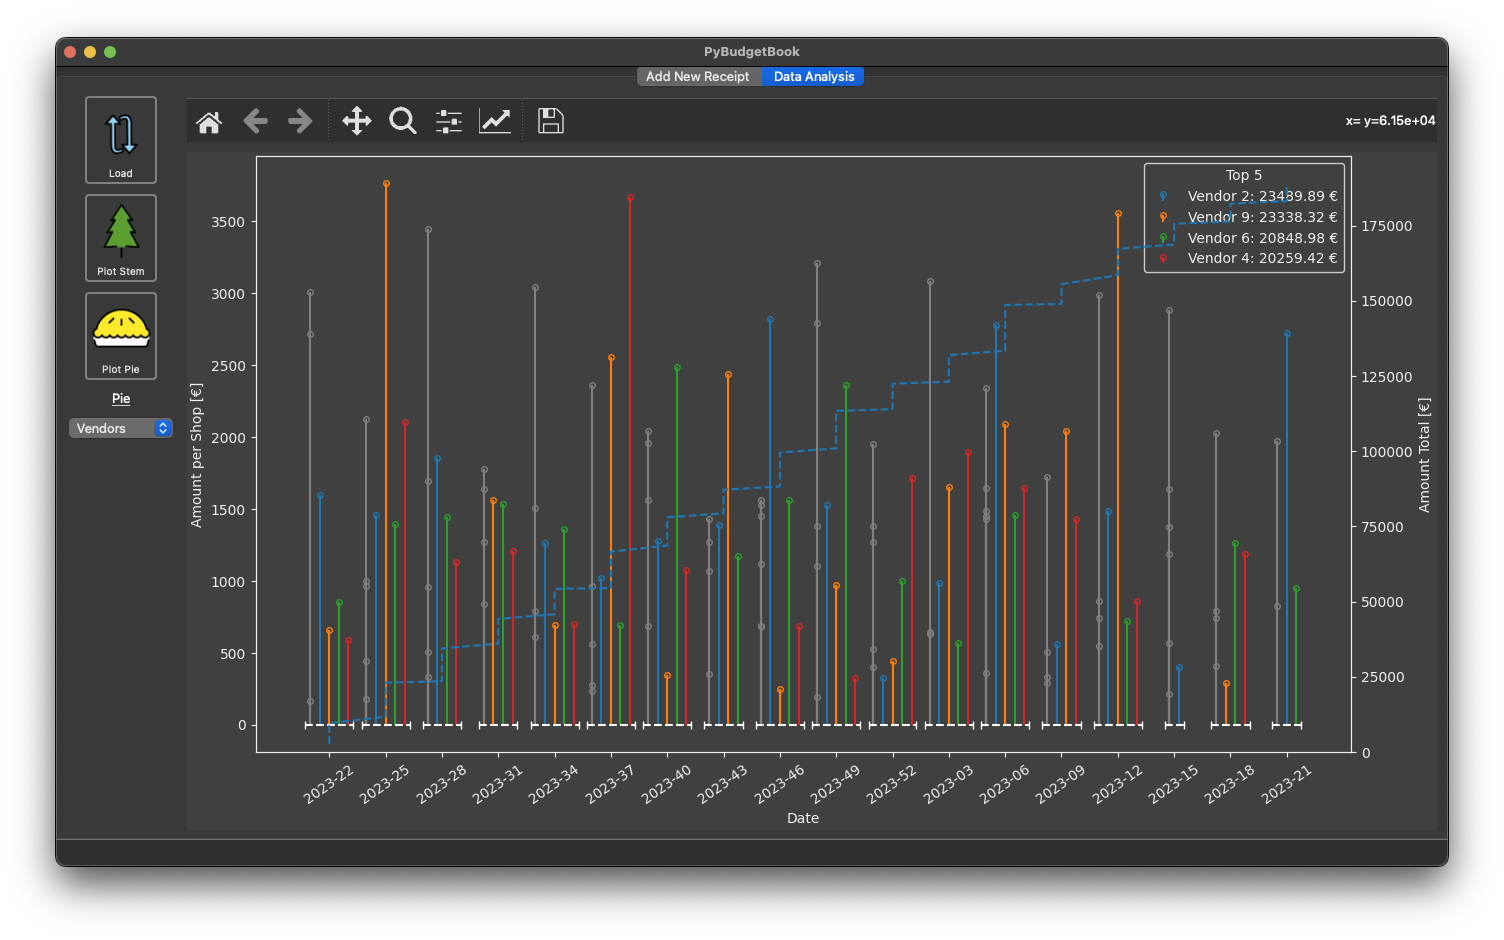 PyBudgetBook
Add New Receipt
Data Analysis
Load
Plot Stem
Plot Pie
Pie
Vendors
x= y=6.15e+04
Top 5
Vendor 2: 23489.89 €
Vendor 9: 23338.32 €
Vendor 6: 20848.98 €
Vendor 4: 20259.42 €
Amount per Shop [€]
3500
3000
2500
2000
1500
1000
500
0
Amount Total [€]
175000
150000
125000
100000
75000
50000
25000
0
2023-22
2023-25
2023-28
2023-31
2023-34
2023-37
2023-40
2023-43
2023-46
2023-49
2023-52
2023-03
2023-06
2023-09
2023-12
2023-15
2023-18
2023-21
Date